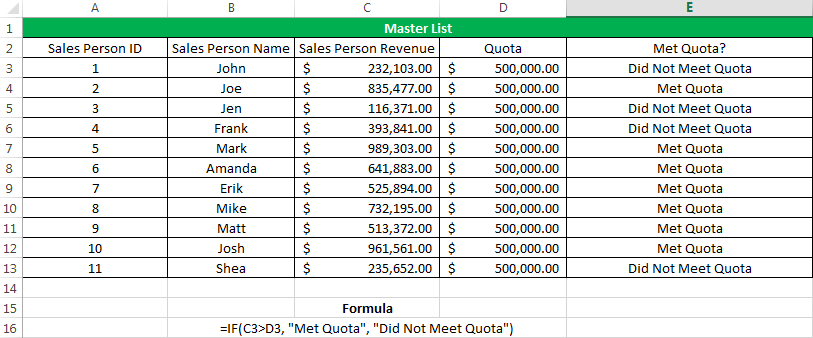 A B C D E
1 Master List
2 Sales Person ID Sales Person Name Sales Person Revenue Quota Met Quota?
3 1 John $ 232,103.00 $ 500,000.00 Did Not Meet Quota
4 2 Joe $ 835,477.00 $ 500,000.00 Met Quota
5 3 Jen $ 116,371.00 $ 500,000.00 Did Not Meet Quota
6 4 Frank $ 393,841.00 $ 500,000.00 Did Not Meet Quota
7 5 Mark $ 989,303.00 $ 500,000.00 Met Quota
8 6 Amanda $ 641,883.00 $ 500,000.00 Met Quota
9 7 Erik $ 525,894.00 $ 500,000.00 Met Quota
10 8 Mike $ 732,195.00 $ 500,000.00 Met Quota
11 9 Matt $ 513,372.00 $ 500,000.00 Met Quota
12 10 Josh $ 961,561.00 $ 500,000.00 Met Quota
13 11 Shea $ 235,652.00 $ 500,000.00 Did Not Meet Quota
14
15 Formula
16 =IF(C3>D3, "Met Quota", "Did Not Meet Quota")